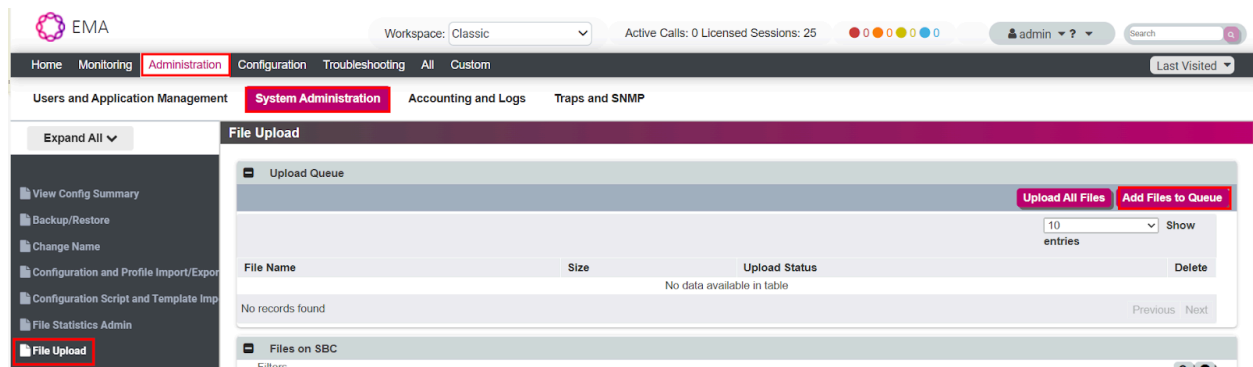 EMA
Workspace: Classic
Active Calls: 0 Licensed Sessions: 25
0 0 0 0
admin ?
Search
Home Monitoring Administration Configuration Troubleshooting All Custom
Last Visited
Users and Application Management System Administration Accounting and Logs Traps and SNMP
Expand All
File Upload
Upload Queue
View Config Summary
Upload All Files Add Files to Queue
Backup/Restore
10 Show
entries
Change Name
Configuration and Profile Import/Expor
File Name Size Upload Status Delete
No data available in table
Configuration Script and Template Imp
No records found
Previous Next
File Statistics Admin
File Upload
Files on SBC
Filters